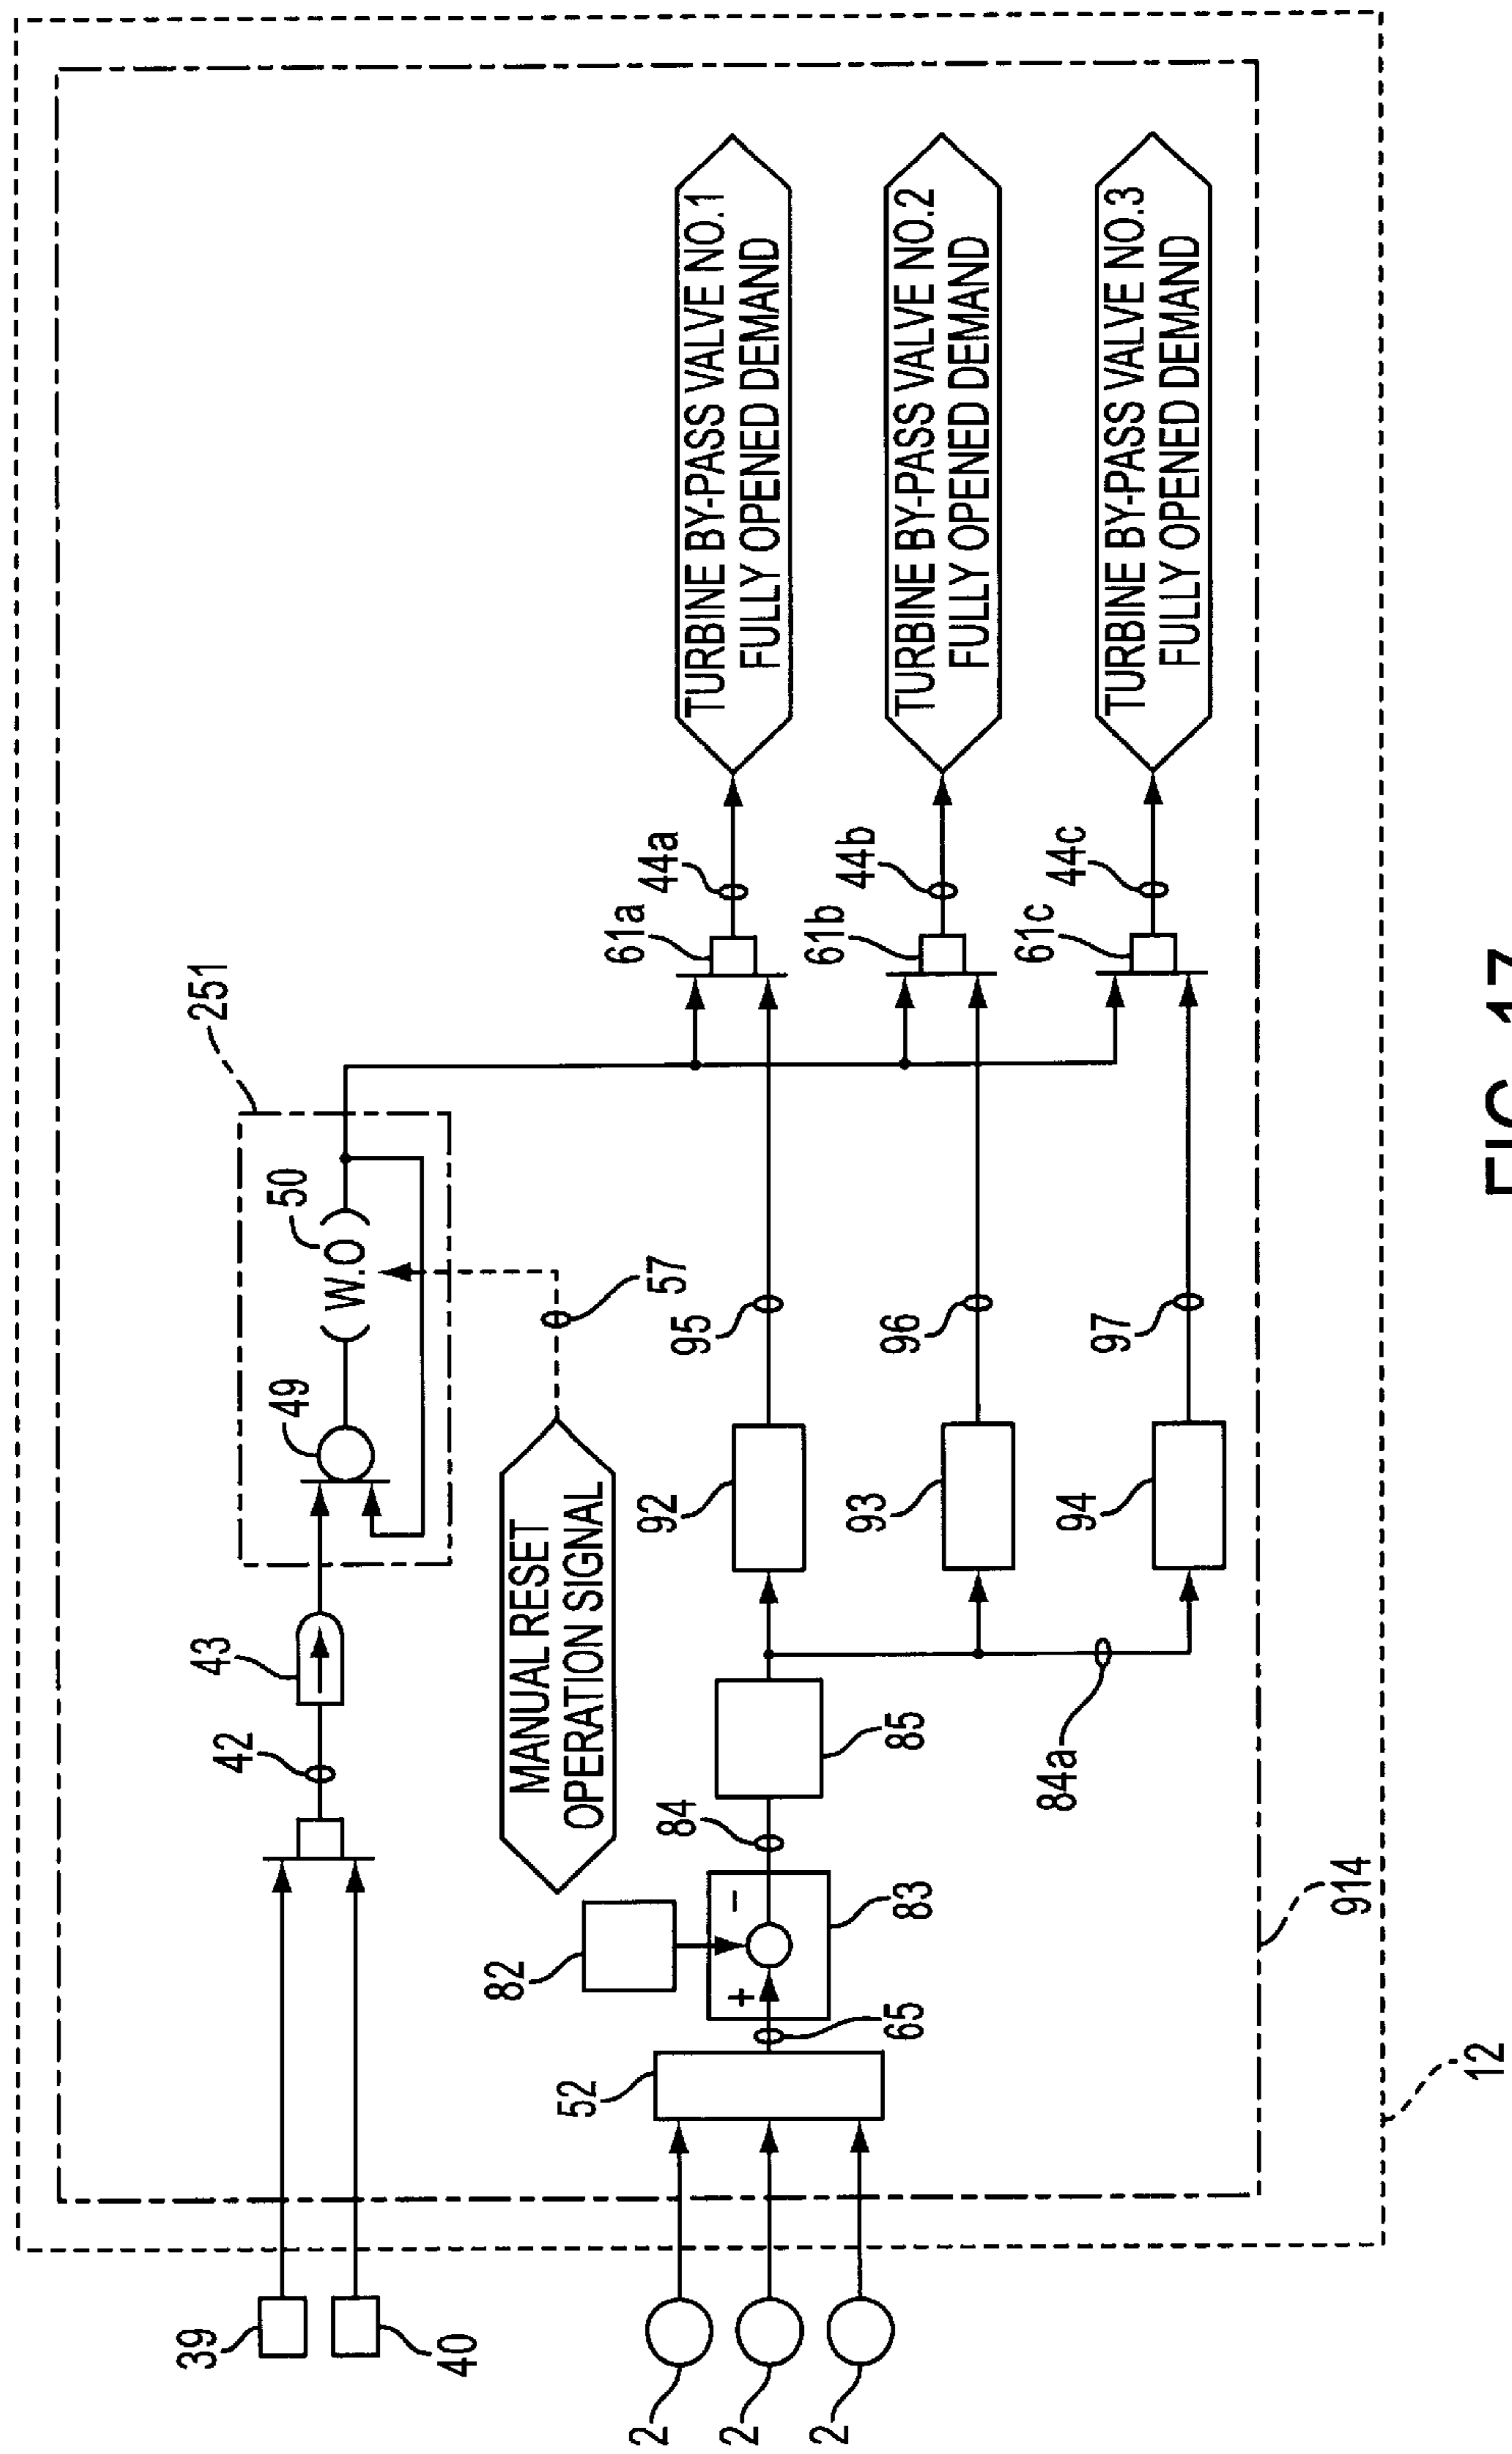 251
49
50
( W.O )
43
42
39
40
MANUAL RESET
OPERATION SIGNAL
57
61a
44a
TURBINE BY-PASS VALVE NO.1
FULLY OPENED DEMAND
61b
44b
TURBINE BY-PASS VALVE NO.2
FULLY OPENED DEMAND
61c
44c
TURBINE BY-PASS VALVE NO.3
FULLY OPENED DEMAND
95
96
97
92
93
94
82
84
85
84a
+
−
83
52
65
2
2
2
914
12